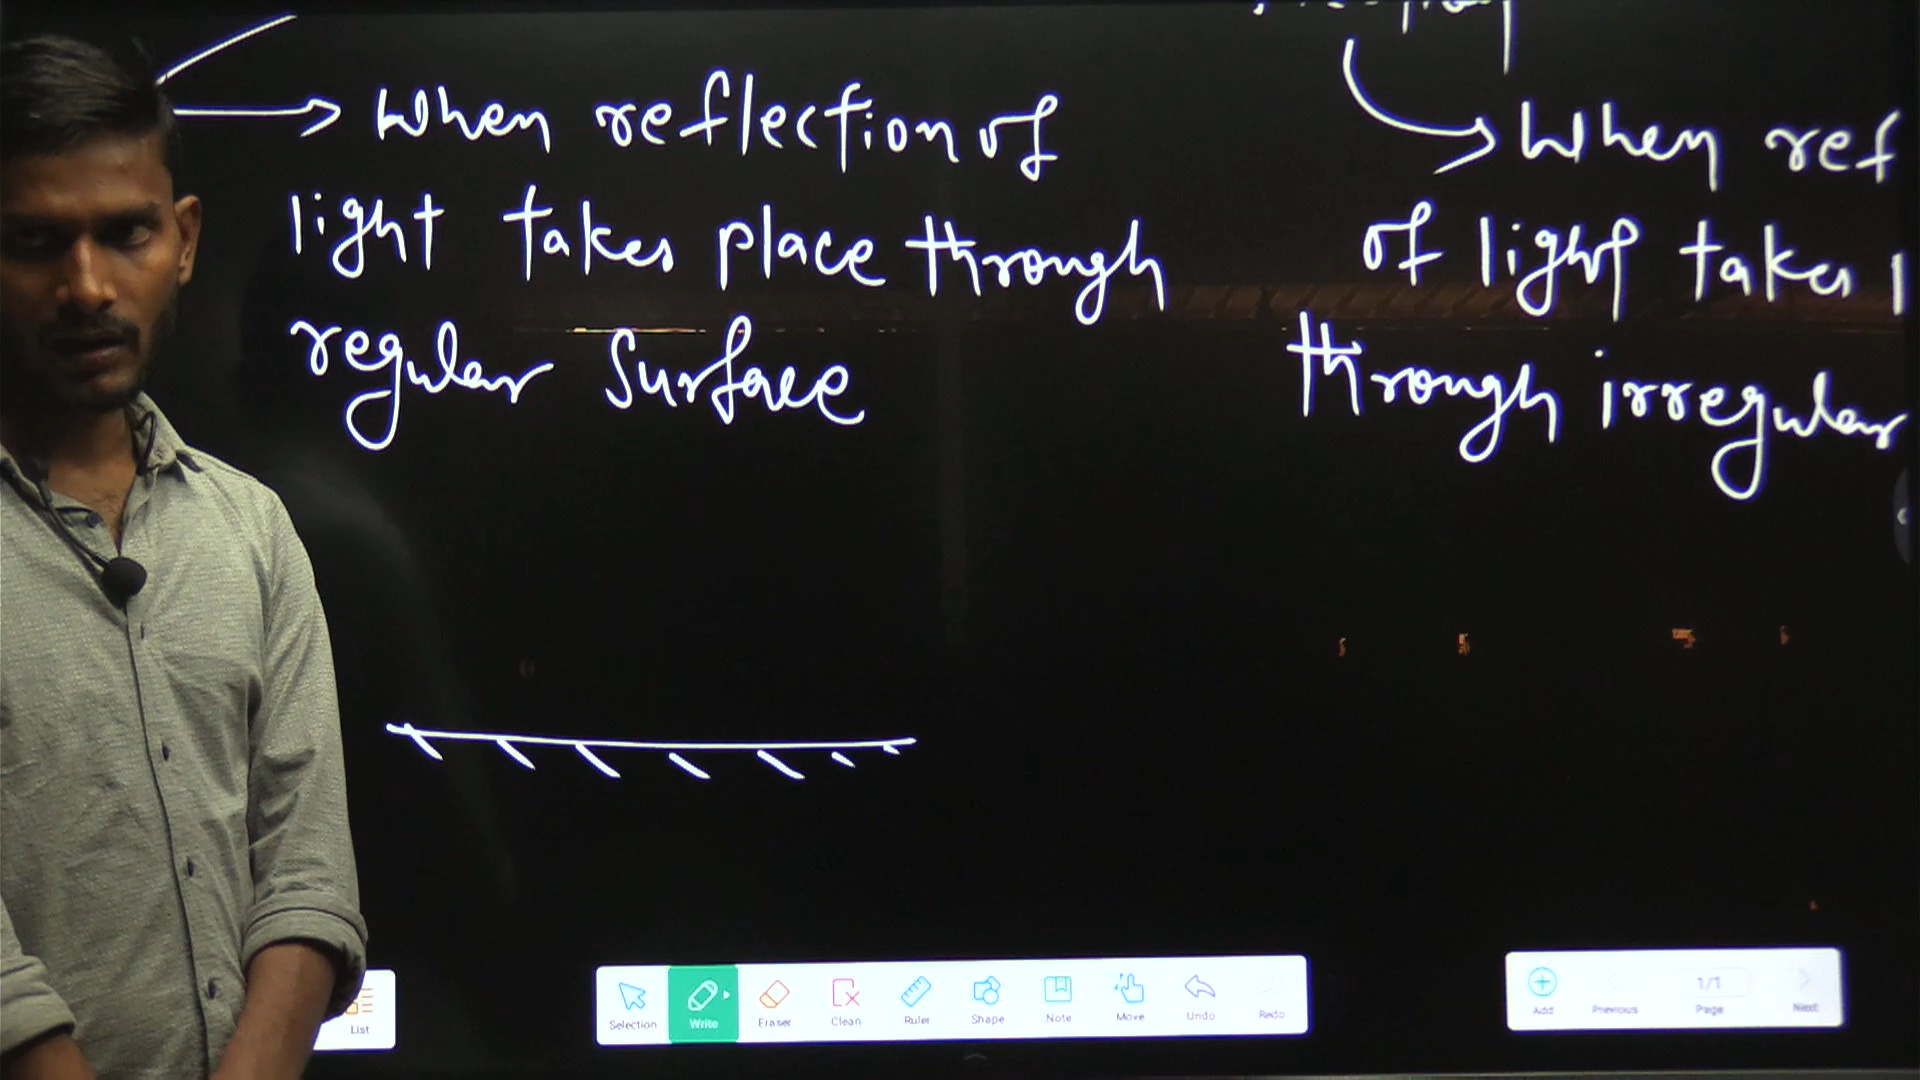 → When reflection of
light takes place through
regular Surface
→ When ref
of light takes
through irregular
List
Selection Write Eraser Clean Ruler Shape Note Move Undo Redo
Add Previous 1/1 Page Next